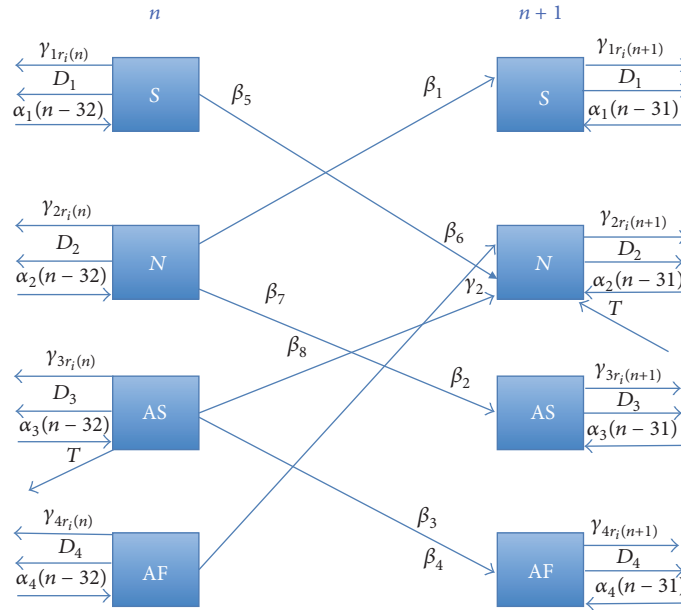 n
n + 1
γ1ri(n)
D1
α1(n − 32)
S
β5
β1
γ1ri(n+1)
D1
α1(n − 31)
S
γ2ri(n)
D2
α2(n − 32)
N
β6
β7
γ2
γ2ri(n+1)
D2
α2(n − 31)
N
T
β8
β2
γ3ri(n)
D3
α3(n − 32)
T
AS
γ3ri(n+1)
D3
α3(n − 31)
AS
β3
β4
γ4ri(n)
D4
α4(n − 32)
AF
γ4ri(n+1)
D4
α4(n − 31)
AF